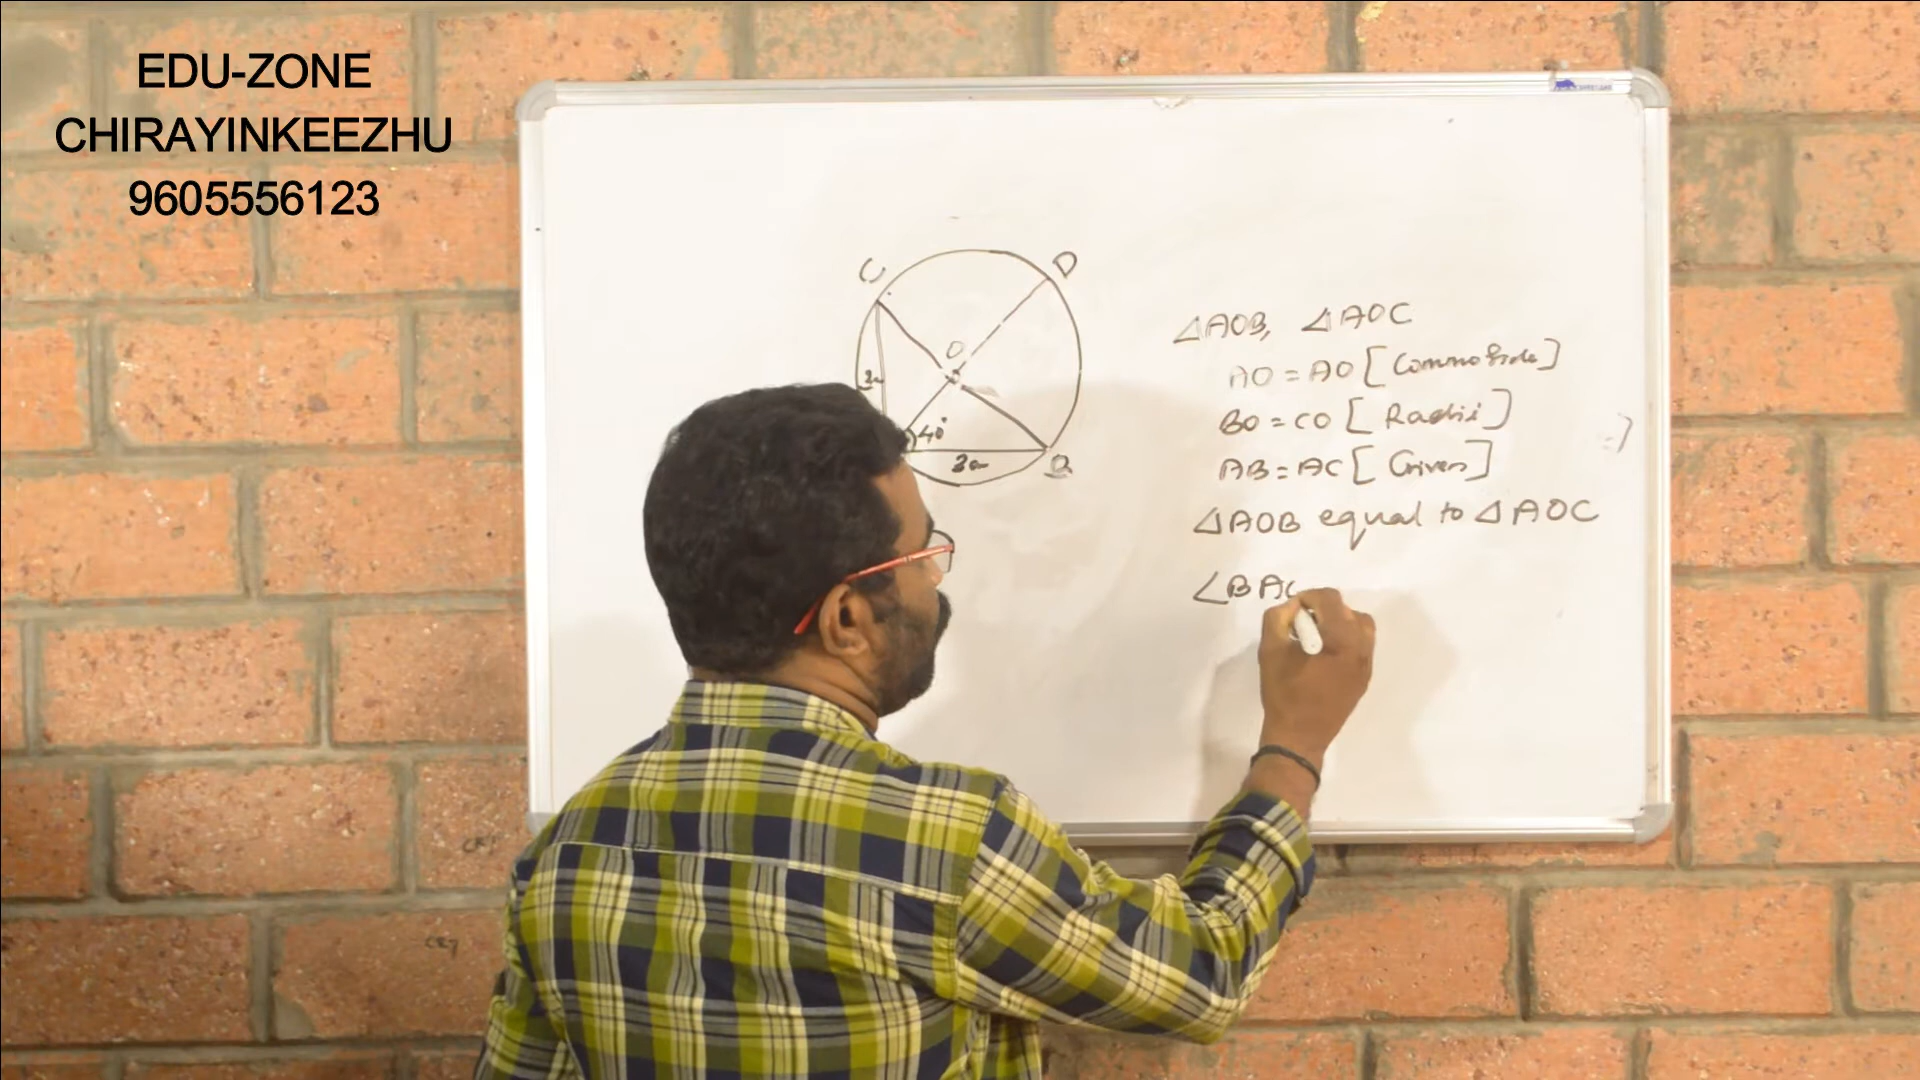 EDU-ZONE
CHIRAYINKEEZHU
9605556123
C
D
O
40°
B
△AOB, △AOC
AO = AO [Common Side]
BO = CO [Radii]
AB = AC [Given]
△AOB equal to △AOC
∠BAC